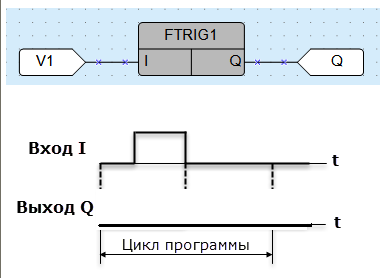 FTRIG1
V1 I Q Q
Вход I
t
Выход Q
t
Цикл программы